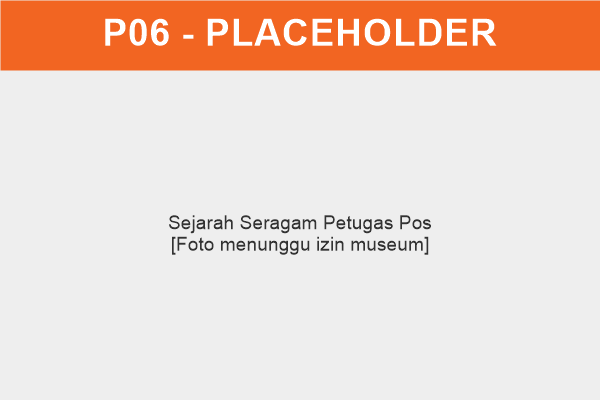 P06 - PLACEHOLDER
Sejarah Seragam Petugas Pos
[Foto menunggu izin museum]